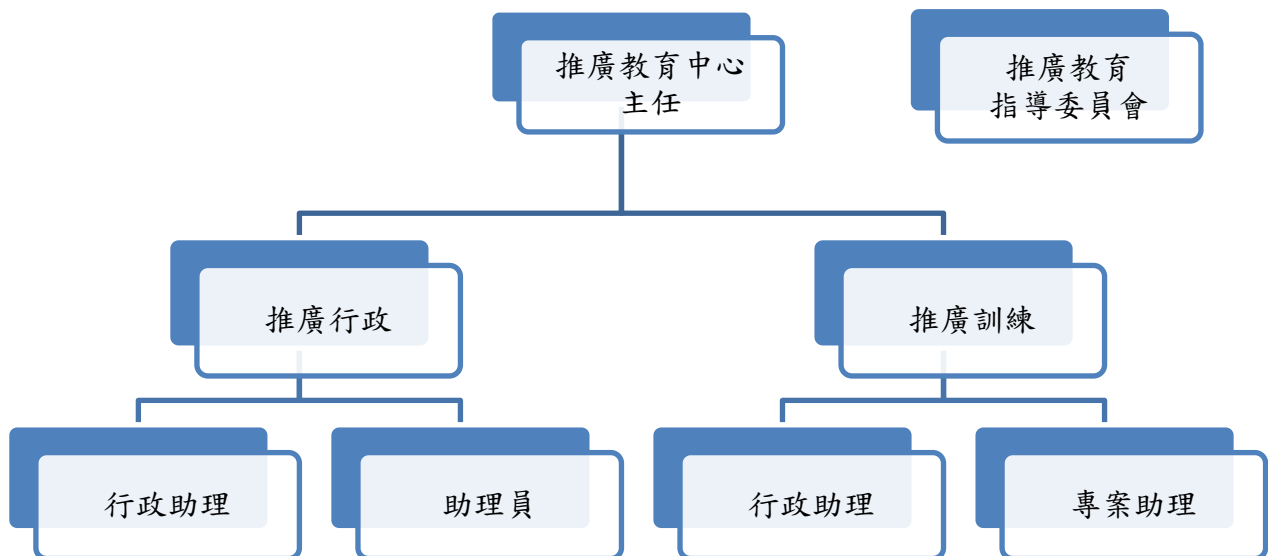 推廣教育中心
主任
推廣教育
指導委員會
推廣行政
推廣訓練
行政助理
助理員
行政助理
專案助理